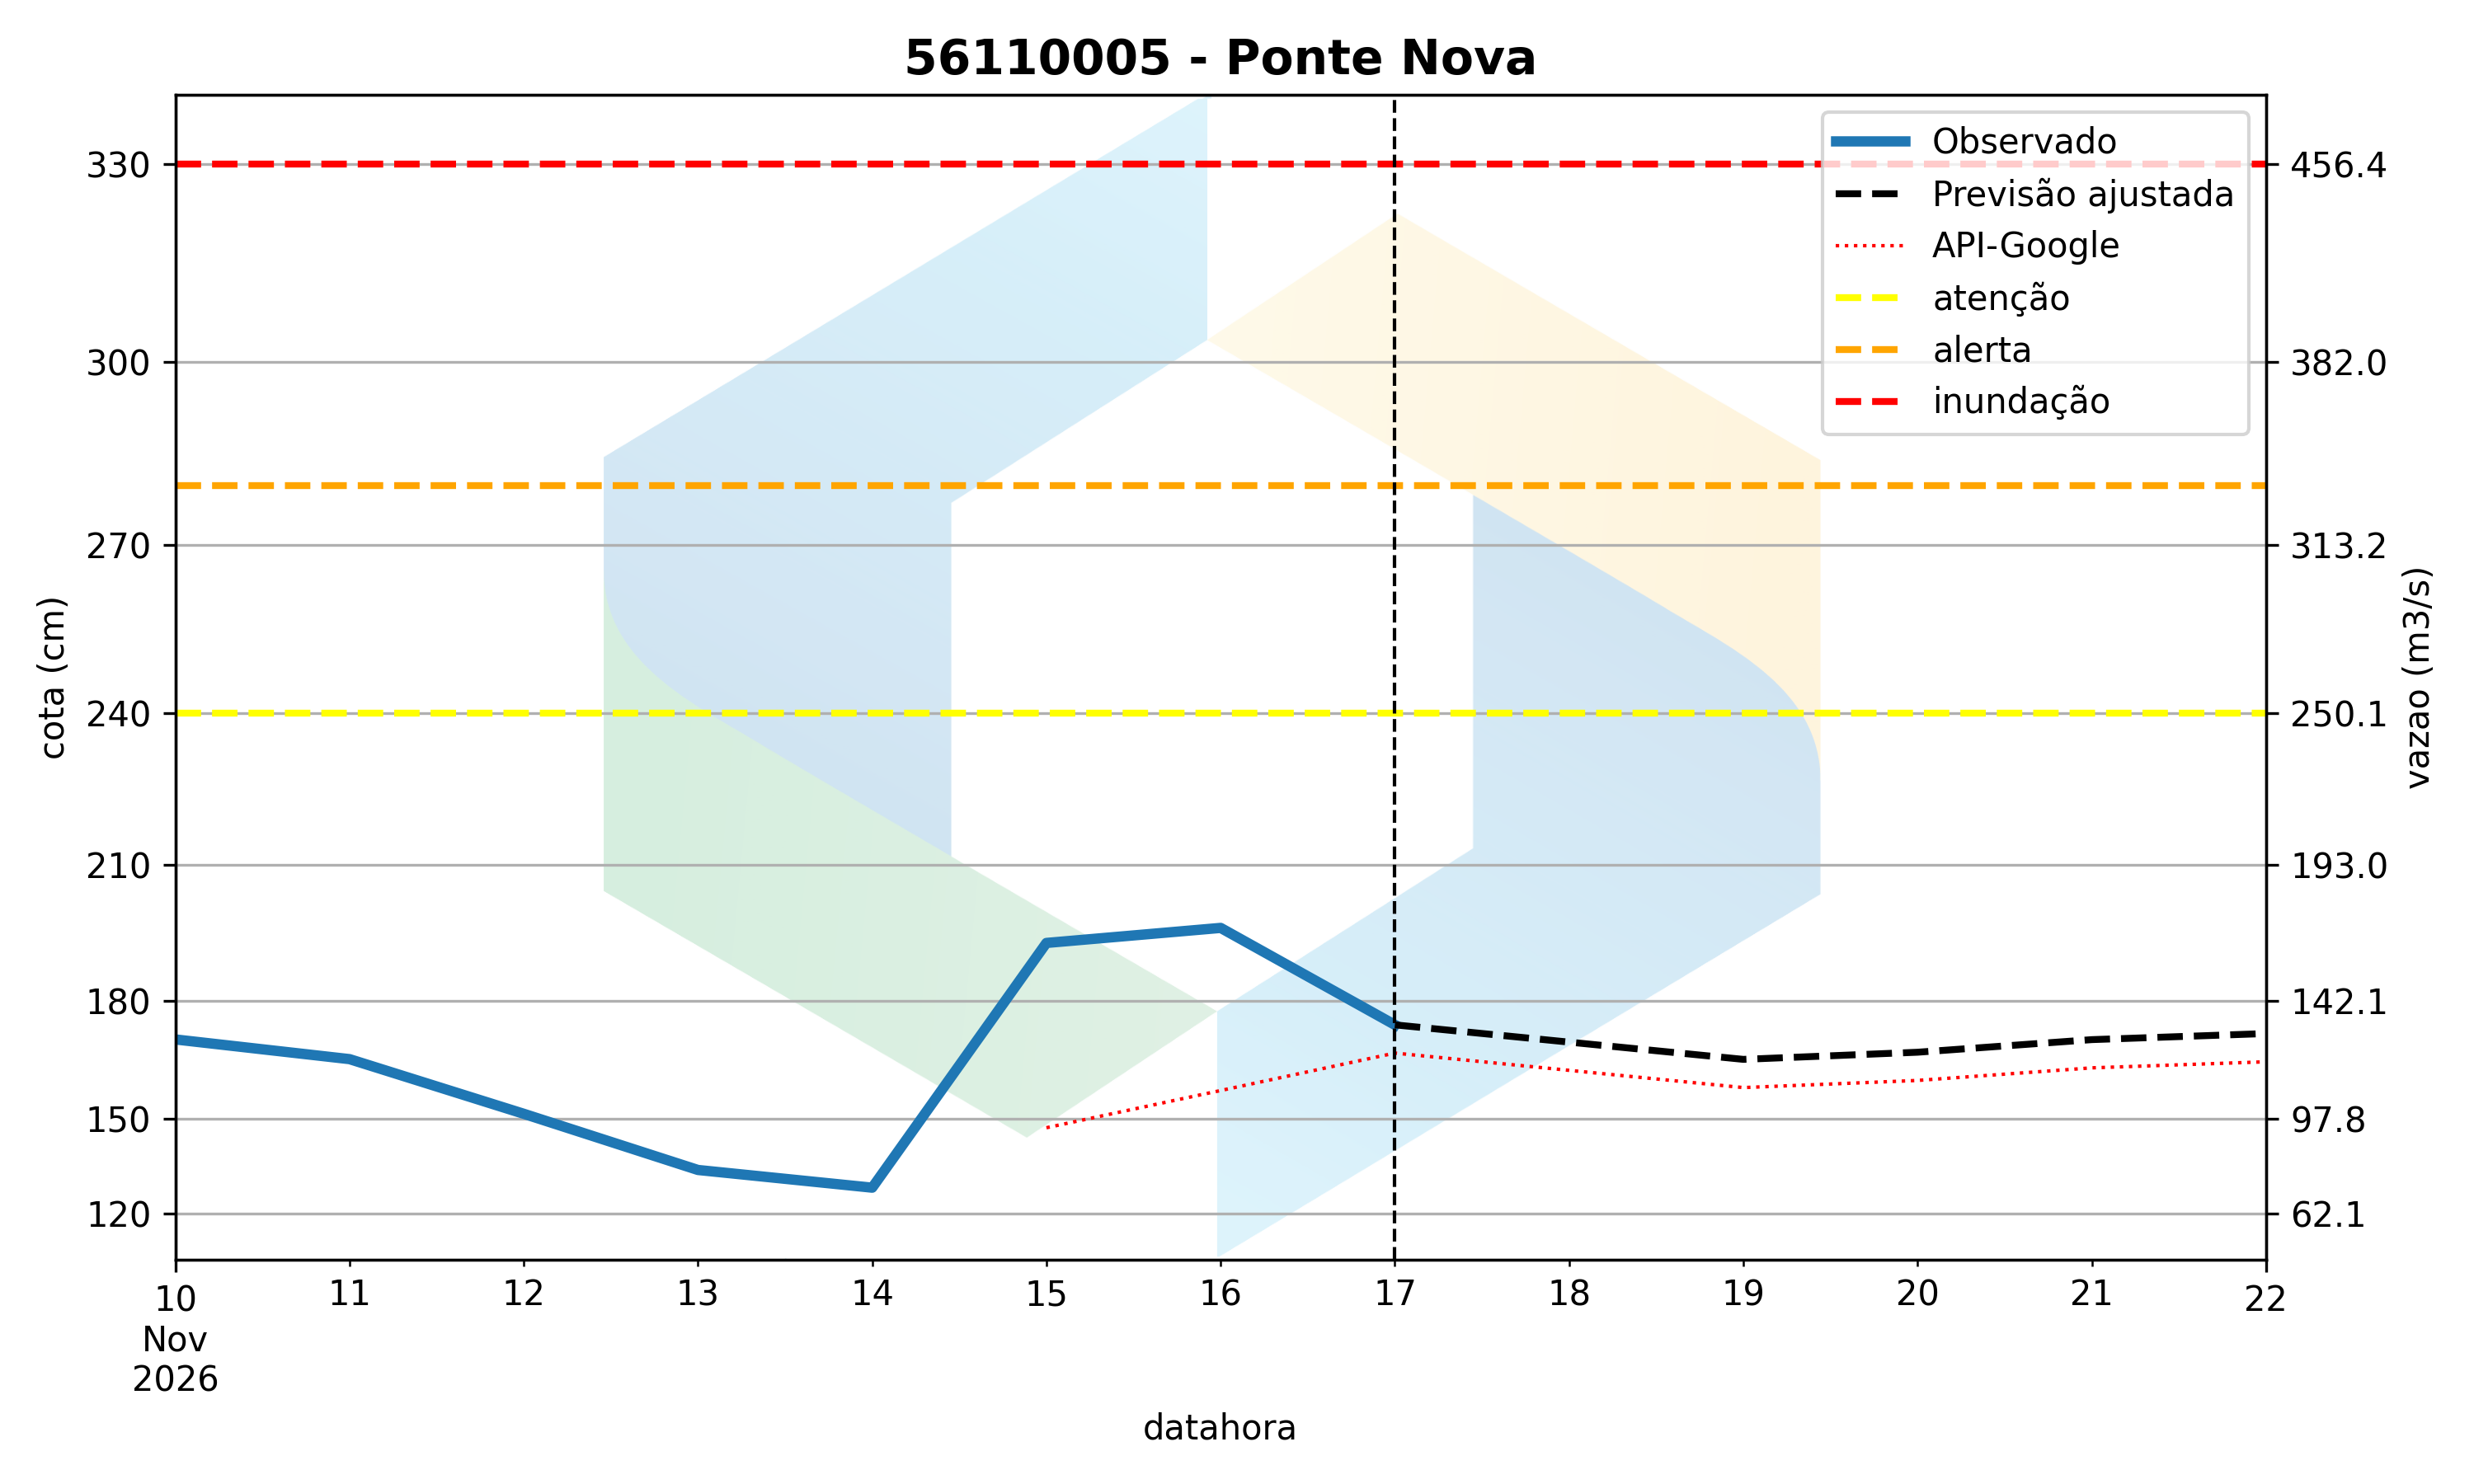 56110005 - Ponte Nova
Observado
Previsão ajustada
API-Google
atenção
alerta
inundação
330
300
270
240
210
180
150
120
cota (cm)
456.4
382.0
313.2
250.1
193.0
142.1
97.8
62.1
vazao (m3/s)
10 11 12 13 14 15 16 17 18 19 20 21 22
Nov
2026
datahora